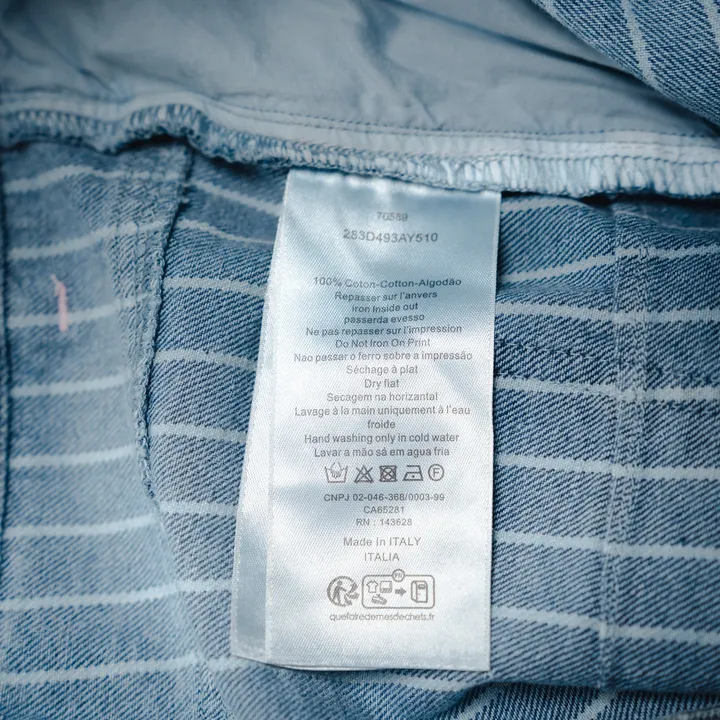 70589
253D493AY510
100% Coton-Cotton-Algodão
Repasser sur l'anvers
iron Inside out
passerda evesso
Ne pas repasser sur l'impression
Do Not Iron On Print
Nao passar o ferro sobre a impressão
Séchage à plat
Dry flat
Secagem na horizontal
Lavage à la main uniquement à l'eau
froide
Hand washing only in cold water
Lavar a mão sá em agua fria
F
CNPJ 02-046-368/0003-99
CA65281
RN : 143628
Made In ITALY
ITALIA
quefairedemesdechets.fr